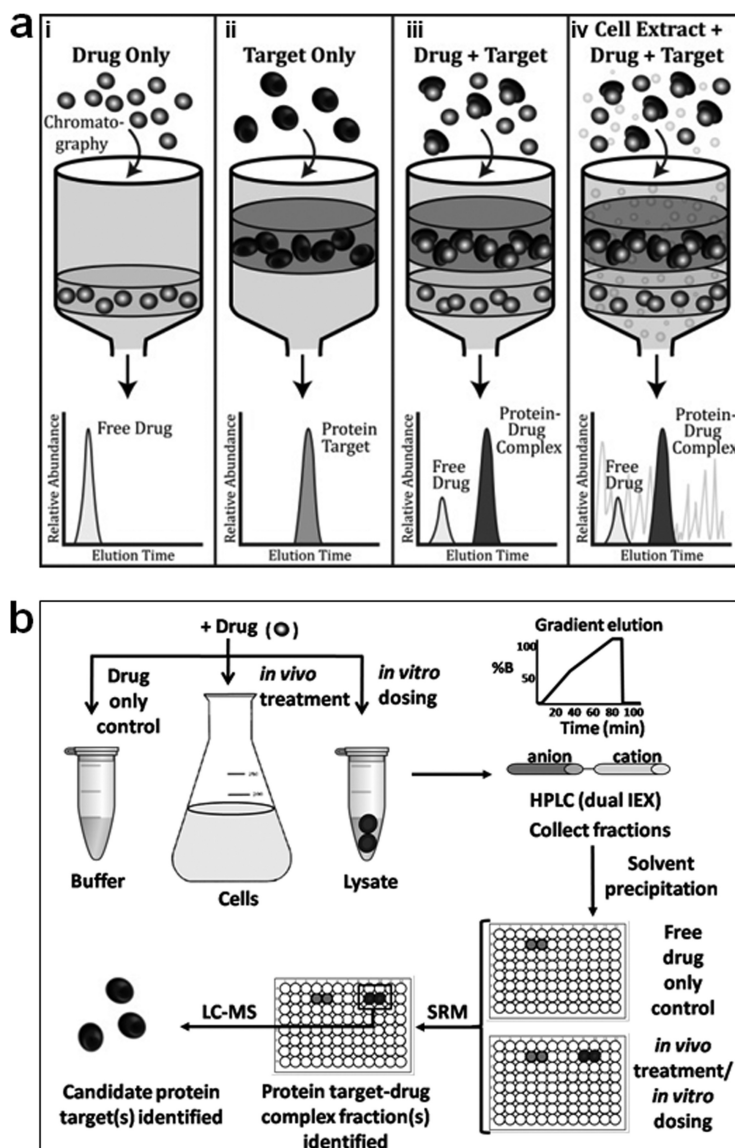 a
i
Drug Only
Chromato-
graphy
Relative Abundance
Free Drug
Elution Time
ii
Target Only
Relative Abundance
Protein
Target
Elution Time
iii
Drug + Target
Relative Abundance
Free
Drug
Protein-
Drug
Complex
Elution Time
iv Cell Extract +
Drug + Target
Relative Abundance
Free
Drug
Protein-
Drug
Complex
Elution Time
b
+ Drug ( )
Drug
only
control
in vivo
treatment
in vitro
dosing
Buffer
Cells
Lysate
Gradient elution
%B
100
50
20 40 60 80 100
Time (min)
anion
cation
HPLC (dual IEX)
Collect fractions
Solvent
precipitation
Free
drug
only
control
in vivo
treatment/
in vitro
dosing
SRM
Protein target-drug
complex fraction(s)
identified
LC-MS
Candidate protein
target(s) identified